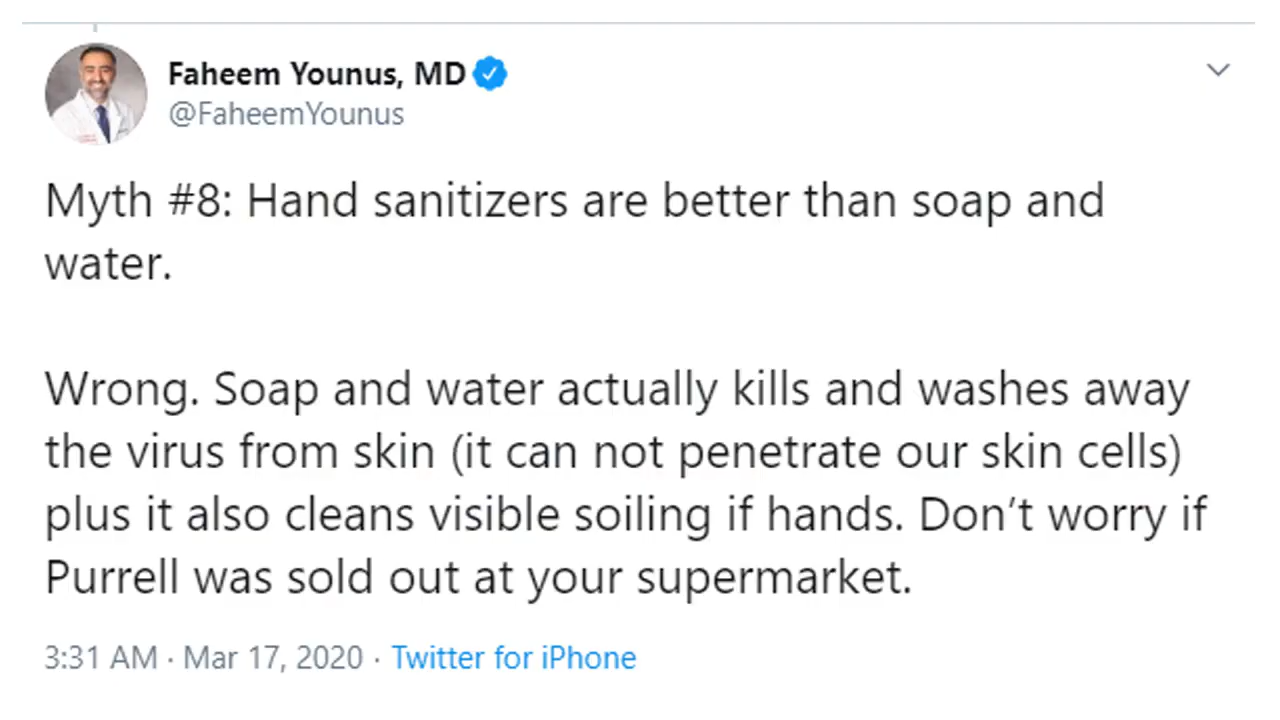 Faheem Younus, MD
@FaheemYounus
Myth #8: Hand sanitizers are better than soap and
water.
Wrong. Soap and water actually kills and washes away
the virus from skin (it can not penetrate our skin cells)
plus it also cleans visible soiling if hands. Don’t worry if
Purrell was sold out at your supermarket.
3:31 AM · Mar 17, 2020 · Twitter for iPhone